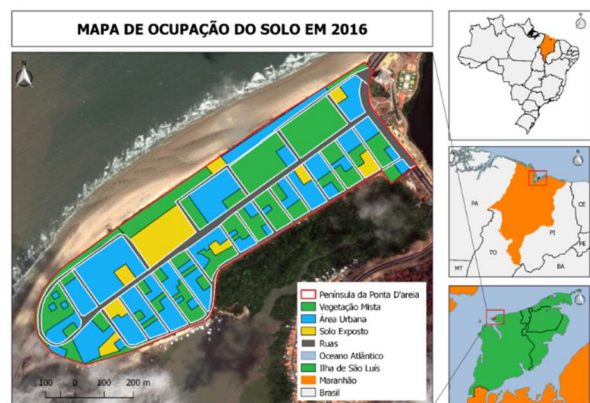 MAPA DE OCUPAÇÃO DO SOLO EM 2016
N
Península da Ponta D'areia
Vegetação Mista
Área Urbana
Solo Exposto
Ruas
Oceano Atlântico
Ilha de São Luís
Maranhão
Brasil
100 0 100 200 m
PA
CE
PI
PE
TO
MT
BA